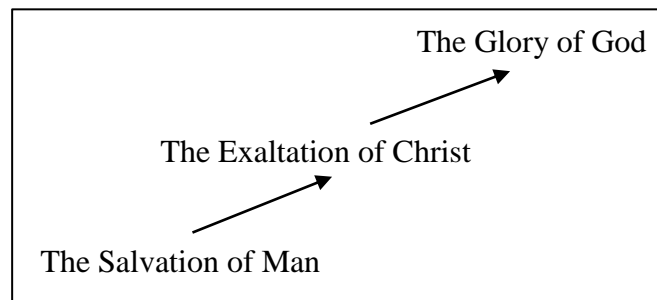 The Glory of God
The Exaltation of Christ
The Salvation of Man